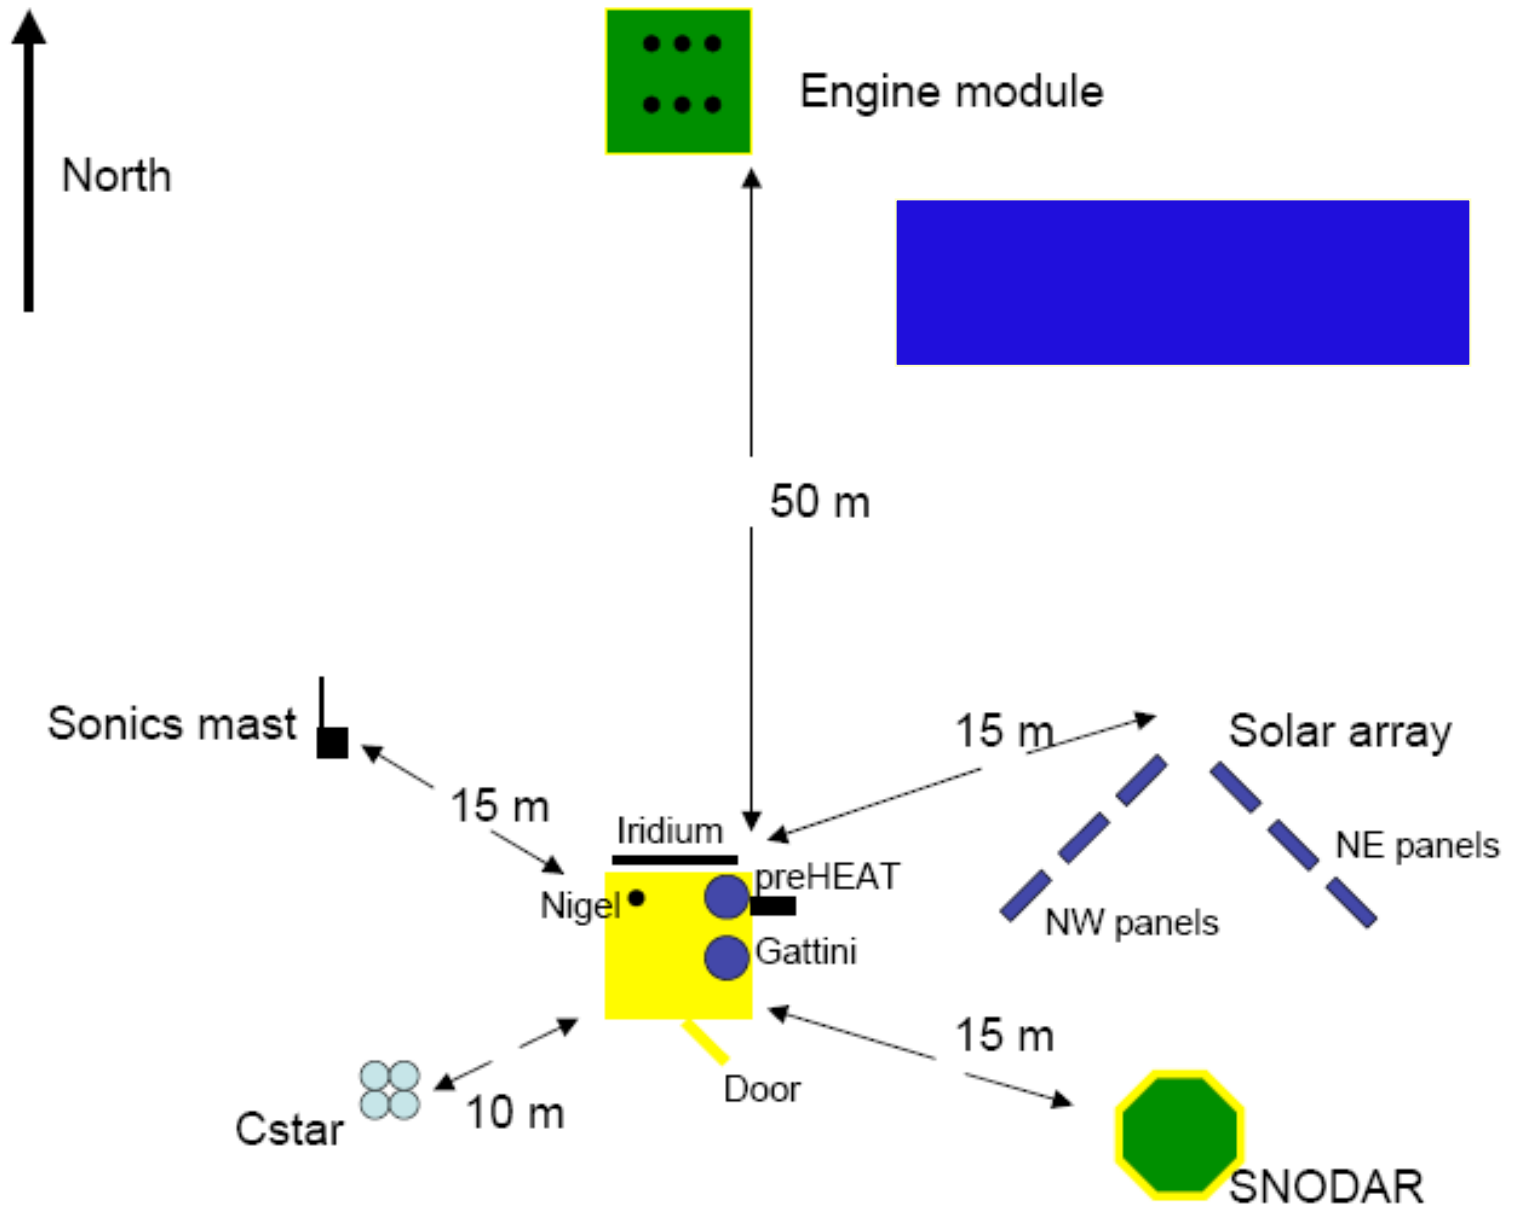 Engine module
North
50 m
Sonics mast
15 m
Solar array
15 m
Iridium
NE panels
preHEAT
Nigel
NW panels
Gattini
15 m
Door
10 m
Cstar
SNODAR